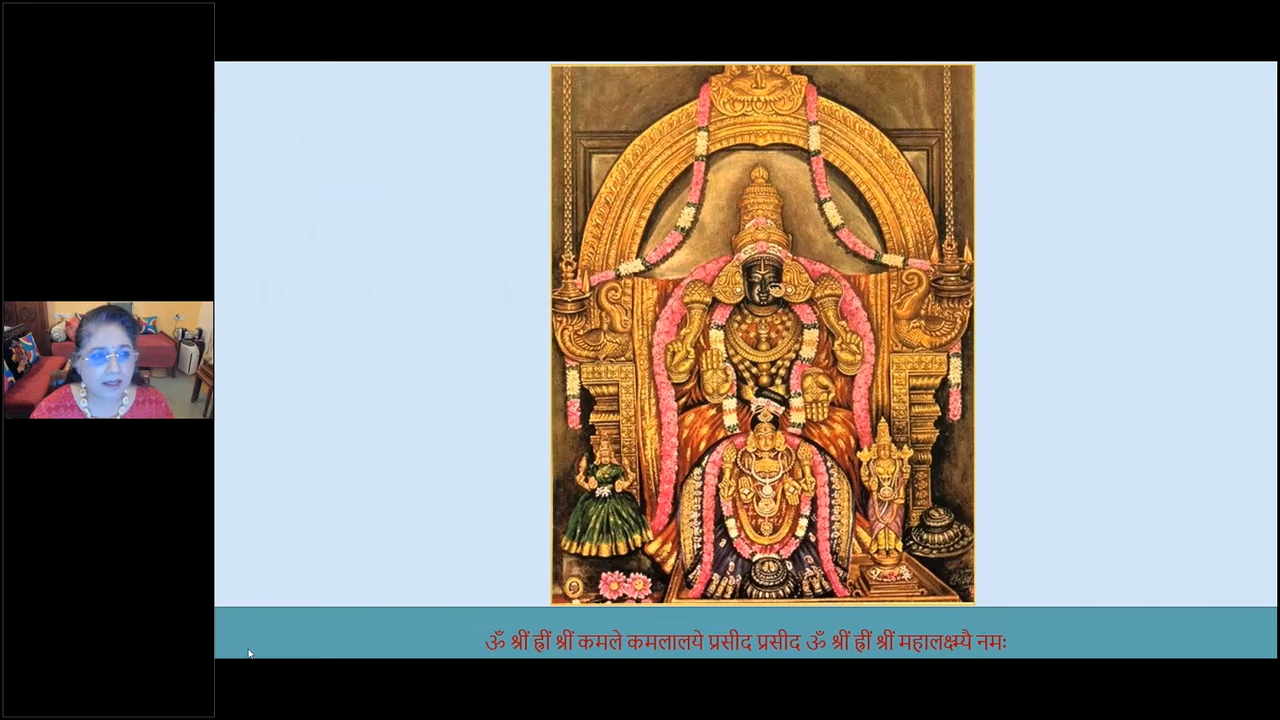 ॐ श्रीं ह्रीं श्रीं कमले कमलालये प्रसीद प्रसीद ॐ श्रीं ह्रीं श्रीं महालक्ष्म्यै नमः